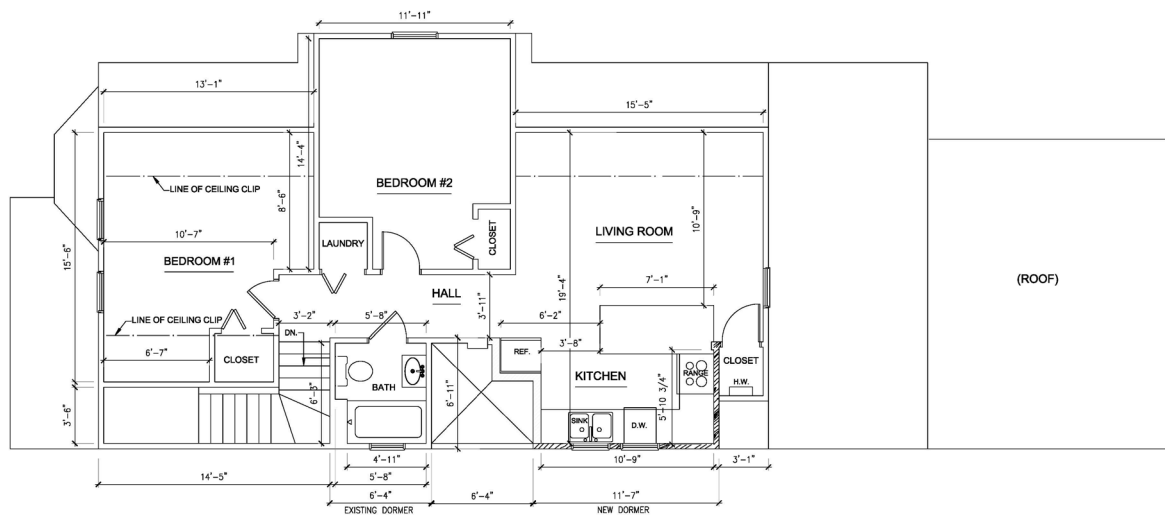 11'-11"
13'-1"
15'-5"
14'-4"
BEDROOM #2
LINE OF CEILING CLIP
8'-6"
10'-9"
CLOSET
LAUNDRY
LIVING ROOM
10'-7"
BEDROOM #1
15'-6"
19'-4"
7'-1"
(ROOF)
HALL
3'-11"
LINE OF CEILING CLIP
3'-2"
5'-8"
6'-2"
DN.
3'-8"
REF.
6'-7"
CLOSET
BATH
KITCHEN
RANGE
CLOSET
H.W.
6'-3"
6'-11"
5'-10 3/4"
3'-6"
SINK
D.W.
4'-11"
10'-9"
3'-1"
14'-5"
5'-8"
6'-4"
6'-4"
11'-7"
EXISTING DORMER
NEW DORMER